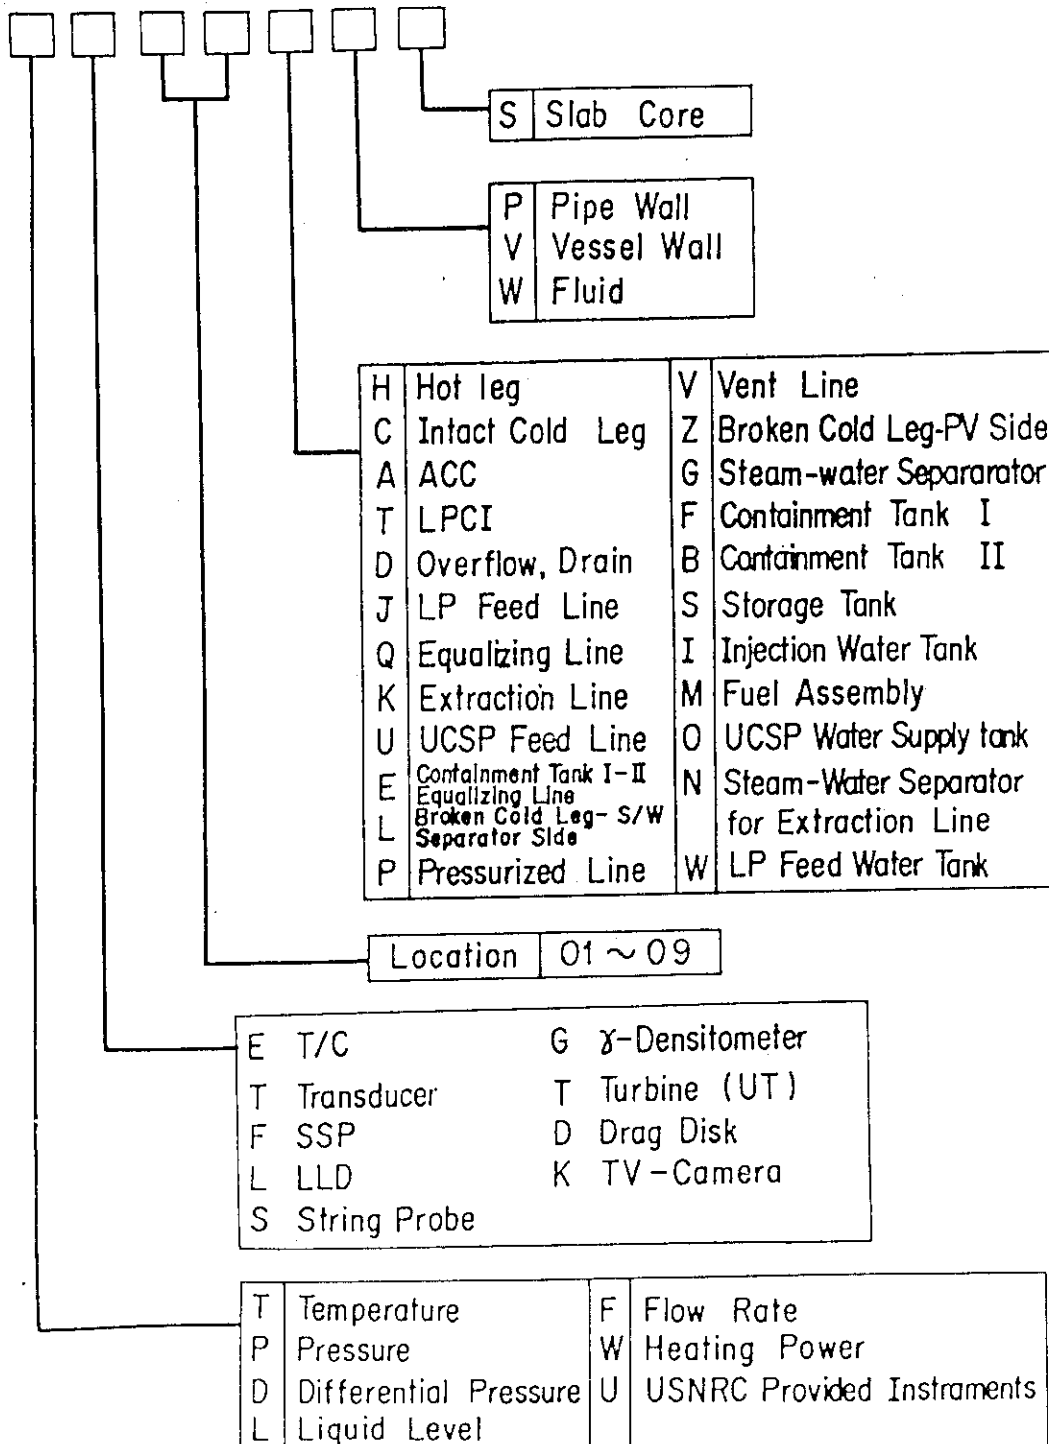 S Slab Core
P Pipe Wall
V Vessel Wall
W Fluid
H Hot leg
C Intact Cold Leg
A ACC
T LPCI
D Overflow, Drain
J LP Feed Line
Q Equalizing Line
K Extraction Line
U UCSP Feed Line
E Containment Tank I-II
Equalizing Line
L Broken Cold Leg- S/W
Separator Side
P Pressurized Line
V Vent Line
Z Broken Cold Leg-PV Side
G Steam-water Separarator
F Containment Tank I
B Containment Tank II
S Storage Tank
I Injection Water Tank
M Fuel Assembly
O UCSP Water Supply tank
N Steam-Water Separator
for Extraction Line
W LP Feed Water Tank
Location 01~09
E T/C
T Transducer
F SSP
L LLD
S String Probe
G γ-Densitometer
T Turbine (UT)
D Drag Disk
K TV-Camera
T Temperature
P Pressure
D Differential Pressure
L Liquid Level
F Flow Rate
W Heating Power
U USNRC Provided Instraments